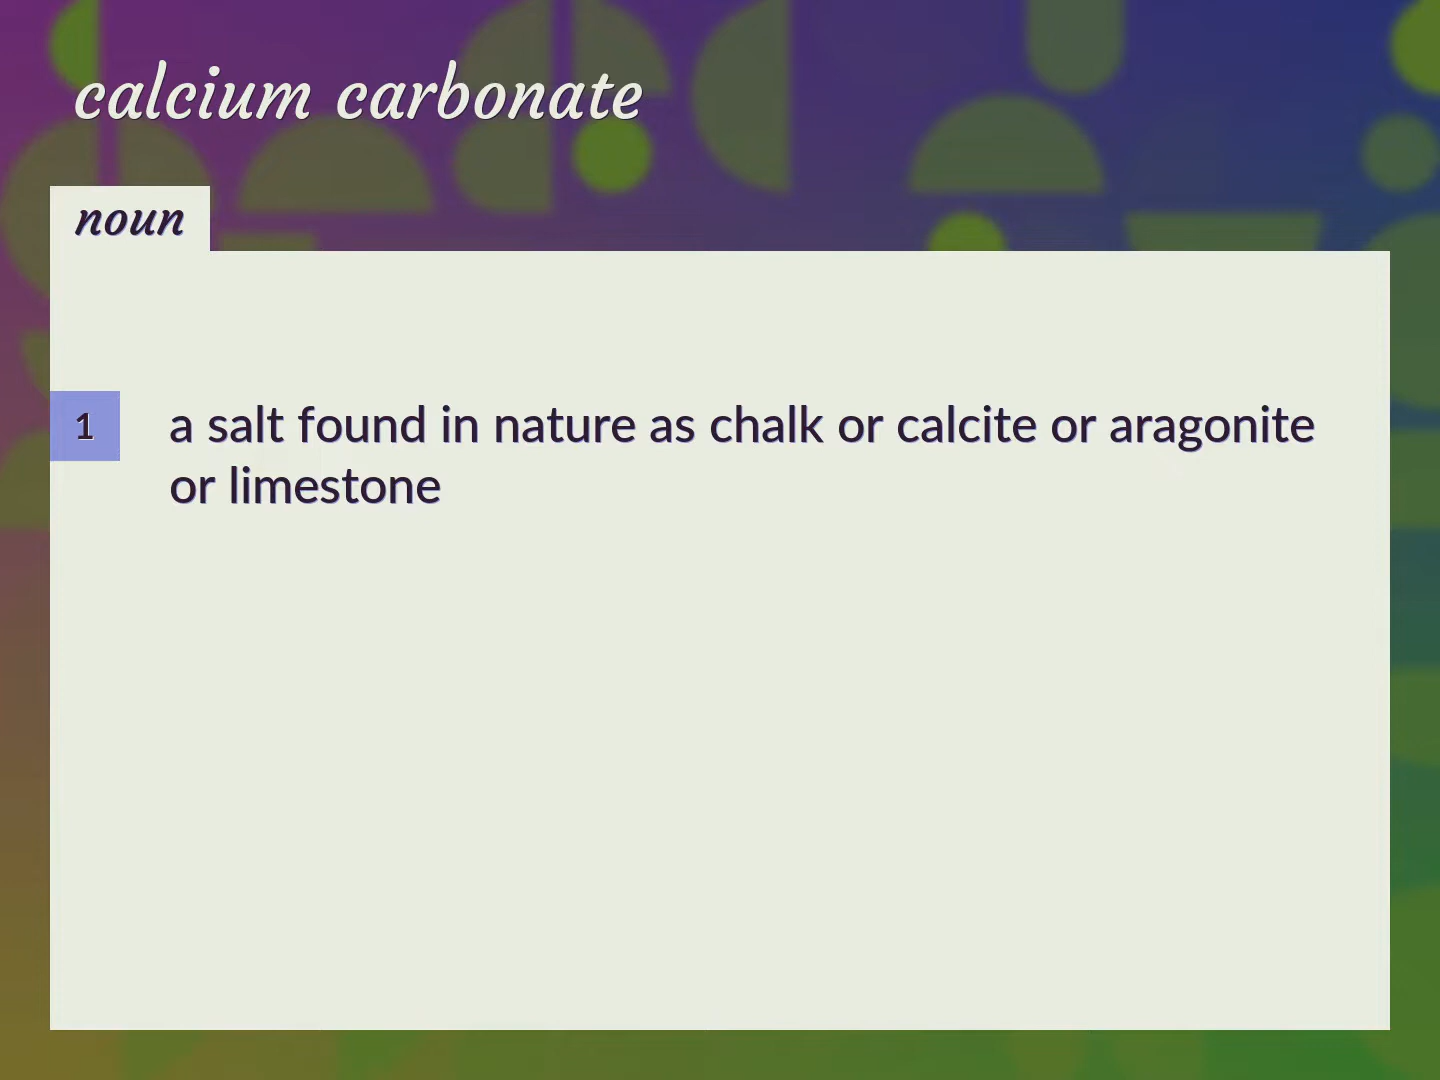 calcium carbonate
noun
1 a salt found in nature as chalk or calcite or aragonite
or limestone